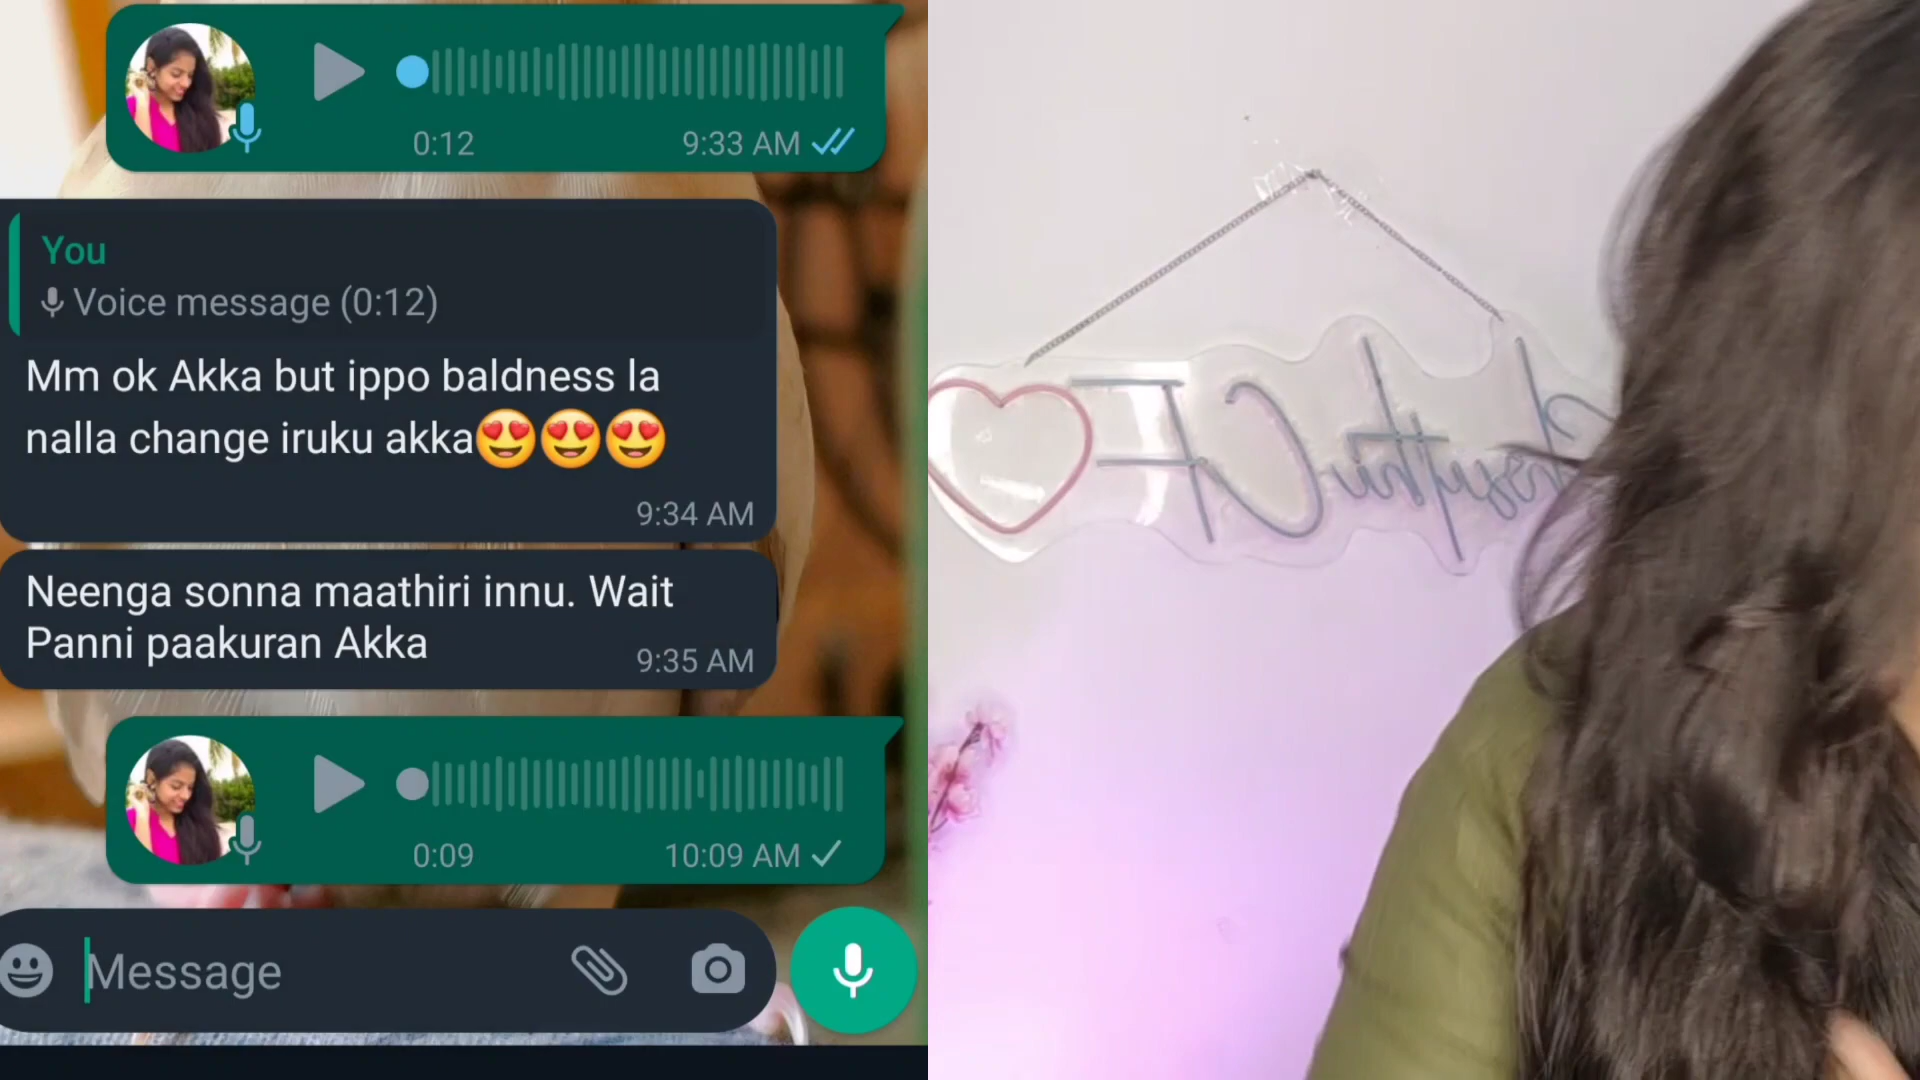 0:12 9:33 AM
You
Voice message (0:12)
Mm ok Akka but ippo baldness la
nalla change iruku akka😍😍😍
9:34 AM
Neenga sonna maathiri innu. Wait
Panni paakuran Akka
9:35 AM
0:09 10:09 AM
Message